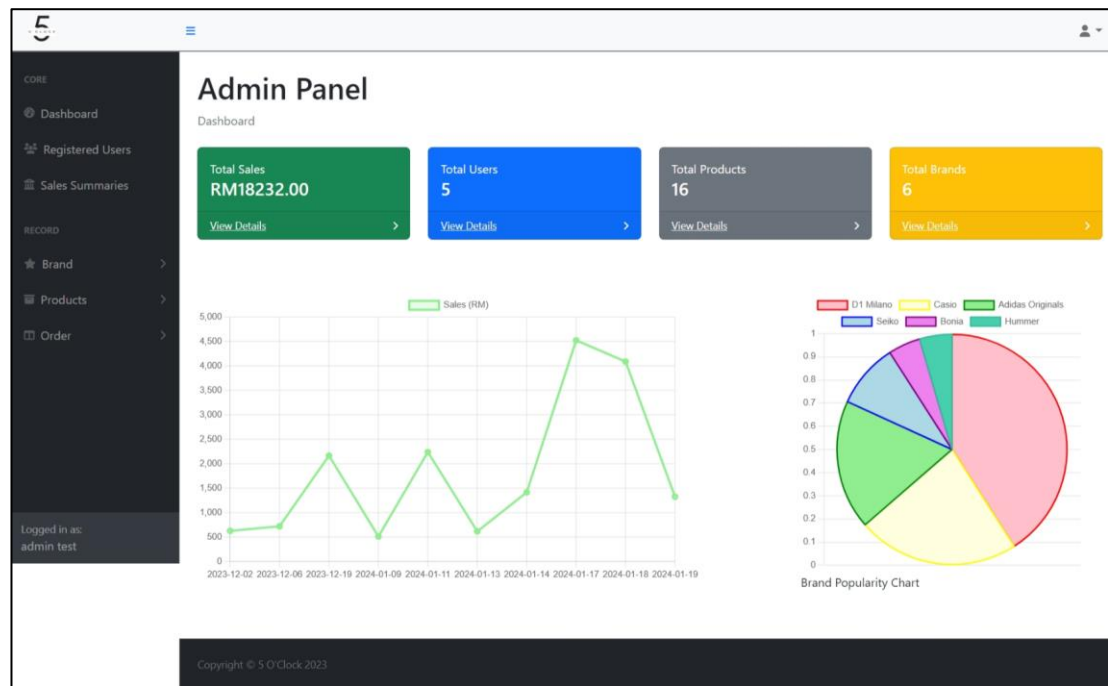 5
O CLOCK
CORE
Dashboard
Registered Users
Sales Summaries
RECORD
Brand
Products
Order
Logged in as:
admin test
Admin Panel
Dashboard
Total Sales
RM18232.00
View Details
Total Users
5
View Details
Total Products
16
View Details
Total Brands
6
View Details
Sales (RM)
5,000
4,500
4,000
3,500
3,000
2,500
2,000
1,500
1,000
500
0
2023-12-02 2023-12-06 2023-12-19 2024-01-09 2024-01-11 2024-01-13 2024-01-14 2024-01-17 2024-01-18 2024-01-19
D1 Milano Casio Adidas Originals
Seiko Bonia Hummer
1
0.9
0.8
0.7
0.6
0.5
0.4
0.3
0.2
0.1
0
Brand Popularity Chart
Copyright © 5 O'Clock 2023